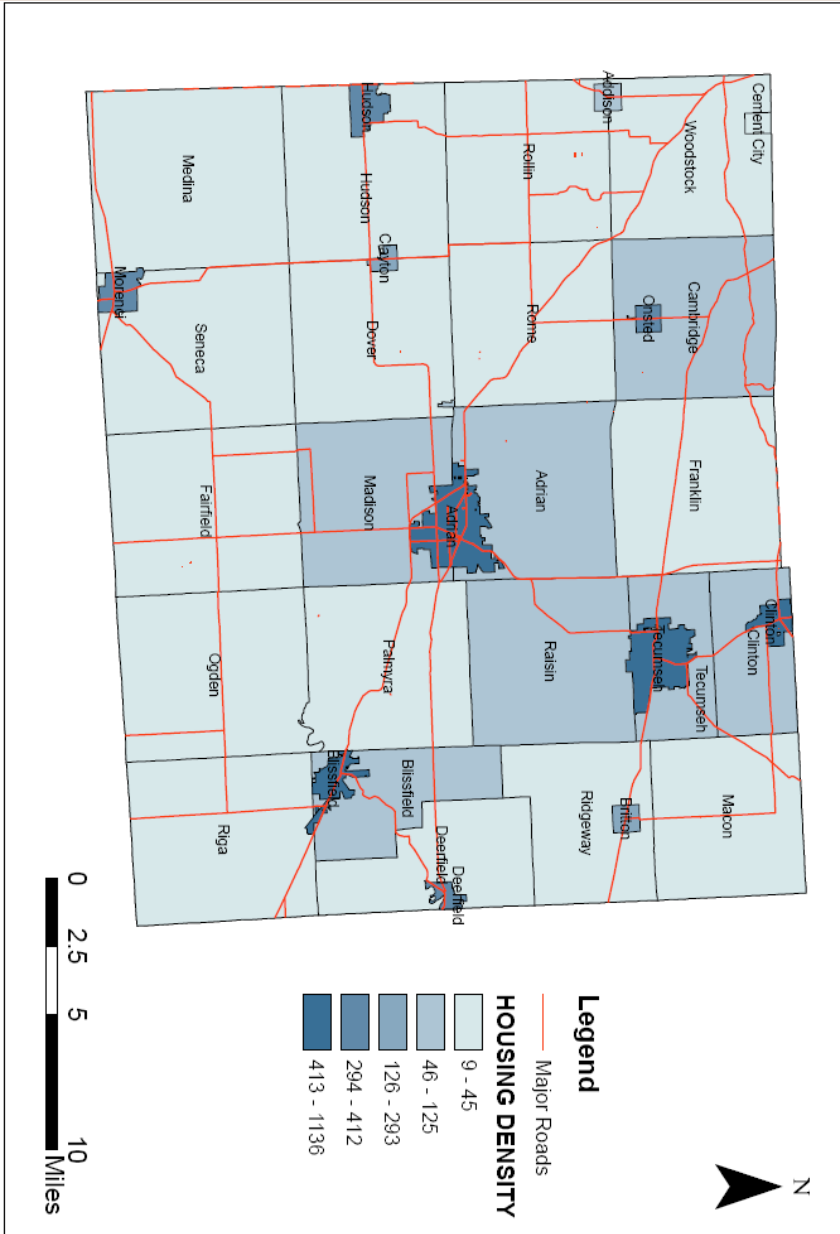 N
Clinton
Cement City
Clinton
Macon
Woodstock
Cambridge
Franklin
Tecumseh
Tecumseh
Onsted
Britton
Addison
Ridgeway
Raisin
Adrian
Rome
Rollin
Deerfield
Adrian
Deerfield
Blissfield
Palmyra
Clayton
Dover
Hudson
Hudson
Madison
Blissfield
Riga
Ogden
Fairfield
Seneca
Medina
Morenci
Legend
Major Roads
HOUSING DENSITY
9 - 45
46 - 125
126 - 293
294 - 412
413 - 1136
0 2.5 5 10
Miles